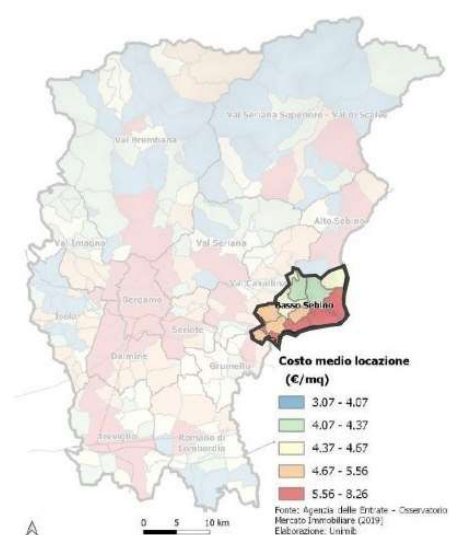 Val Seriana Superiore - Val di Scalve
Val Brembana
Alto Sebino
Val Imagna
Val Seriana
Val Cavallina
Basso Sebino
Isola
Bergamo
Seriate
Dalmine
Grumello
Treviglio
Romano di
Lombardia
Costo medio locazione
(€/mq)
3.07 - 4.07
4.07 - 4.37
4.37 - 4.67
4.67 - 5.56
5.56 - 8.26
0 5 10 km
Fonte: Agenzia delle Entrate - Osservatorio
Mercato Immobiliare (2019)
Elaborazione: Unimib